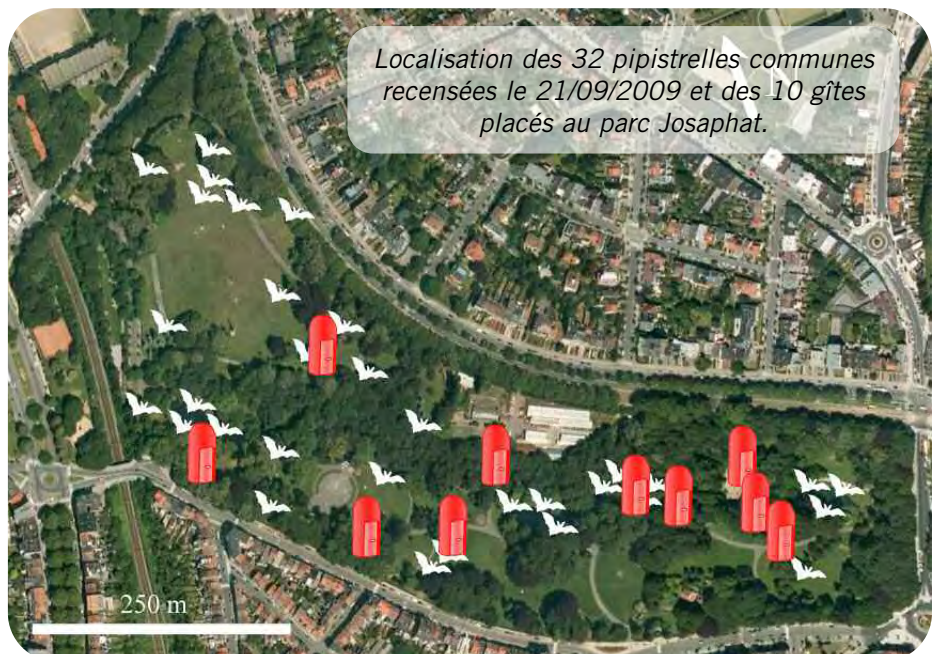 Localisation des 32 pipistrelles communes
recensées le 21/09/2009 et des 10 gîtes
placés au parc Josaphat.
250 m